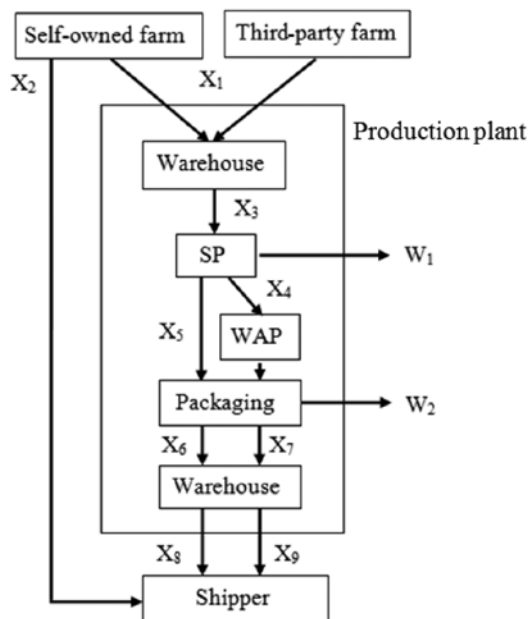 Self-owned farm
Third-party farm
X2
X1
Production plant
Warehouse
X3
SP
W1
X4
X5
WAP
Packaging
W2
X6
X7
Warehouse
X8
X9
Shipper